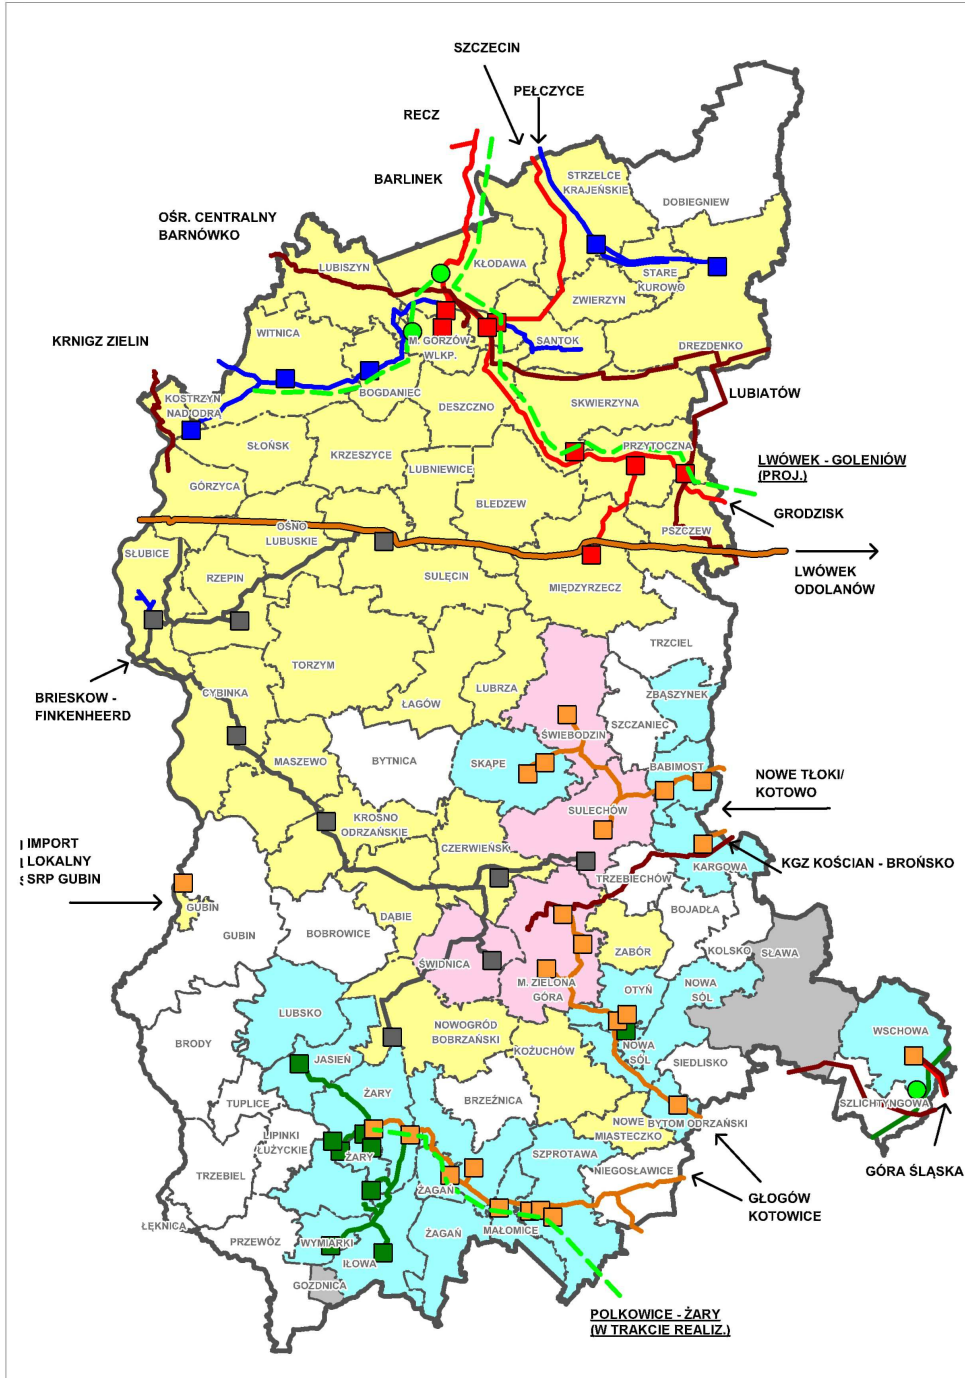 SZCZECIN
PEŁCZYCE
RECZ
BARLINEK
STRZELCE
KRAJEŃSKIE
DOBIEGNIEW
OŚR. CENTRALNY
BARNÓWKO
LUBISZYN
KŁODAWA
STARE
KUROWO
ZWIERZYN
WITNICA
KRNIGZ ZIELIN
M. GORZÓW
WLKP.
SANTOK
DREZDENKO
BOGDANIEC
LUBIATÓW
KOSTRZYN
NAD ODRĄ
DESZCZNO
SKWIERZYNA
SŁOŃSK
KRZESZYCE
PRZYTOCZNA
LUBNIEWICE
LWÓWEK - GOLENIÓW
(PROJ.)
GÓRZYCA
BLEDZEW
GRODZISK
OŚNO
LUBUSKIE
PSZCZEW
SŁUBICE
RZEPIN
SULĘCIN
MIĘDZYRZECZ
LWÓWEK
ODOLANÓW
TRZCIEL
TORZYM
CYBINKA
LUBRZA
ZBĄSZYNEK
BRIESKOW -
FINKENHEERD
ŁAGÓW
SZCZANIEC
ŚWIEBODZIN
MASZEWO
BYTNICA
SKĄPE
BABIMOST
NOWE TŁOKI/
KOTOWO
SULECHÓW
KROSNO
ODRZAŃSKIE
IMPORT
LOKALNY
SRP GUBIN
CZERWIEŃSK
KGZ KOŚCIAN - BROŃSKO
KARGOWA
TRZEBIECHÓW
GUBIN
DĄBIE
BOJADŁA
GUBIN
BOBROWICE
KOLSKO
SŁAWA
ZABÓR
ŚWIDNICA
M. ZIELONA
GÓRA
OTYŃ
NOWA
SÓL
LUBSKO
NOWOGRÓD
BOBRZAŃSKI
WSCHOWA
BRODY
KOŻUCHÓW
NOWA
SÓL
JASIEŃ
SIEDLISKO
ŻARY
BRZEŹNICA
TUPLICE
SZLICHTYNGOWA
NOWE
MIASTECZKO
BYTOM ODRZAŃSKI
LIPINKI
ŁUŻYCKIE
ŻARY
SZPROTAWA
NIEGOSŁAWICE
GÓRA ŚLĄSKA
TRZEBIEL
ŻAGAŃ
GŁOGÓW
KOTOWICE
ŁĘKNICA
PRZEWÓZ
WYMIARKI
ŻAGAŃ
MAŁOMICE
IŁOWA
GOZDNICA
POLKOWICE - ŻARY
(W TRAKCIE REALIZ.)